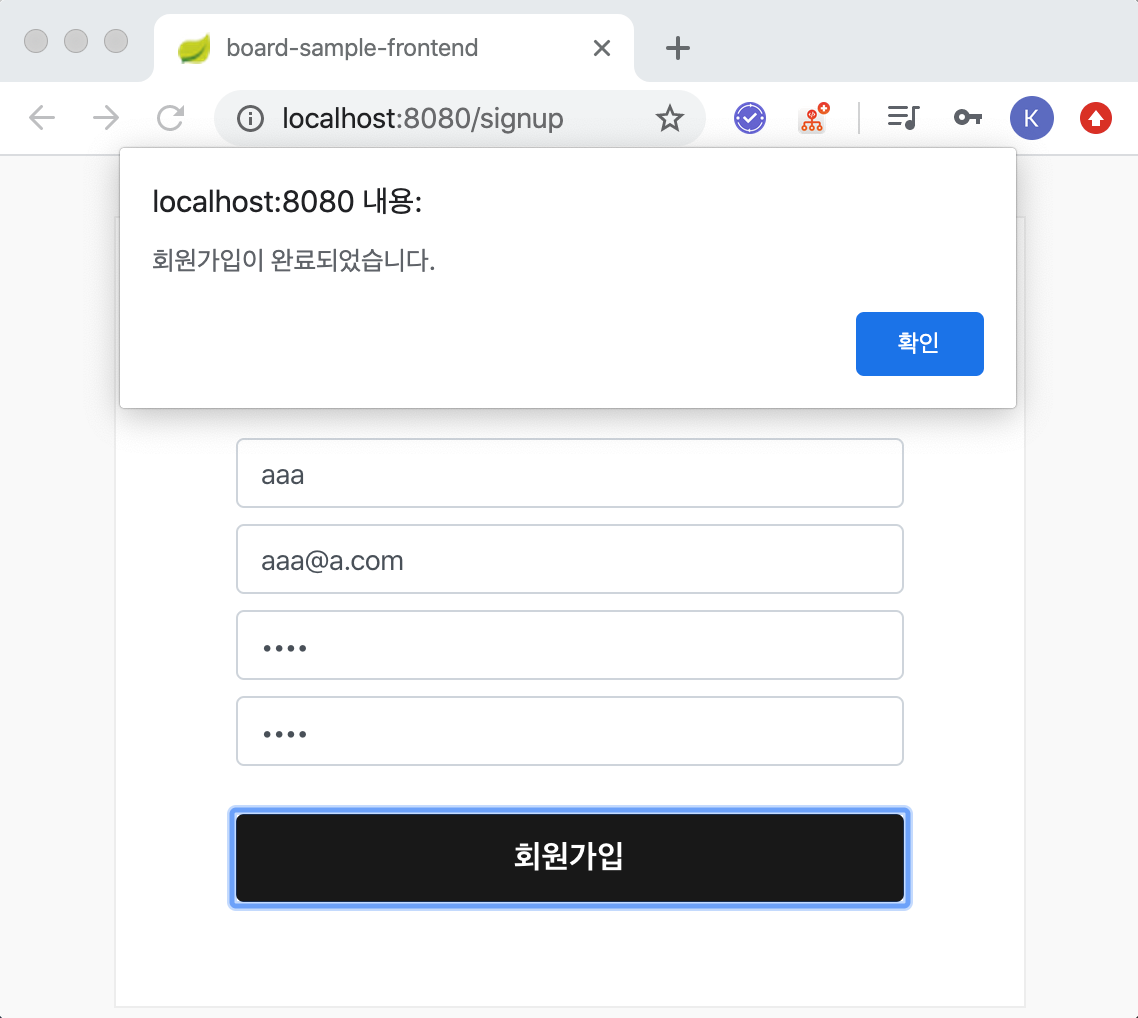 board-sample-frontend
localhost:8080/signup
K
localhost:8080 내용:
회원가입이 완료되었습니다.
확인
aaa
aaa@a.com
••••
••••
회원가입